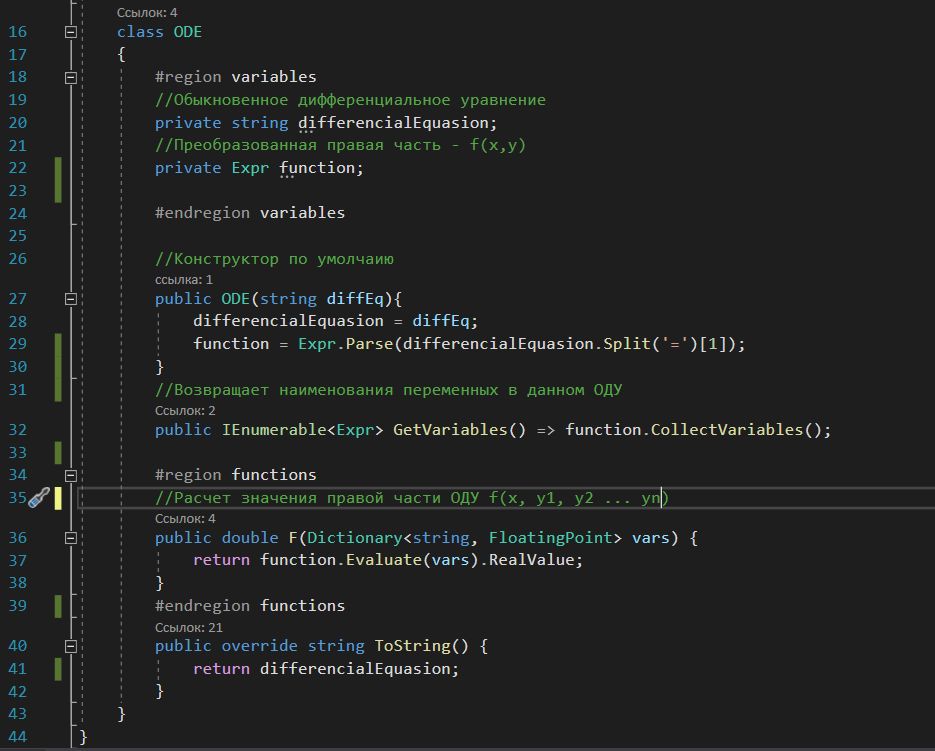 Ссылок: 4
16 class ODE
17 {
18 #region variables
19 //Обыкновенное дифференциальное уравнение
20 private string differencialEquasion;
21 //Преобразованная правая часть - f(x,y)
22 private Expr function;
23
24 #endregion variables
25
26 //Конструктор по умолчаию
ссылка: 1
27 public ODE(string diffEq){
28 differencialEquasion = diffEq;
29 function = Expr.Parse(differencialEquasion.Split('=')[1]);
30 }
31 //Возвращает наименования переменных в данном ОДУ
Ссылок: 2
32 public IEnumerable<Expr> GetVariables() => function.CollectVariables();
33
34 #region functions
35 //Расчет значения правой части ОДУ f(x, y1, y2 ... yn)
Ссылок: 4
36 public double F(Dictionary<string, FloatingPoint> vars) {
37 return function.Evaluate(vars).RealValue;
38 }
39 #endregion functions
Ссылок: 21
40 public override string ToString() {
41 return differencialEquasion;
42 }
43 }
44 }